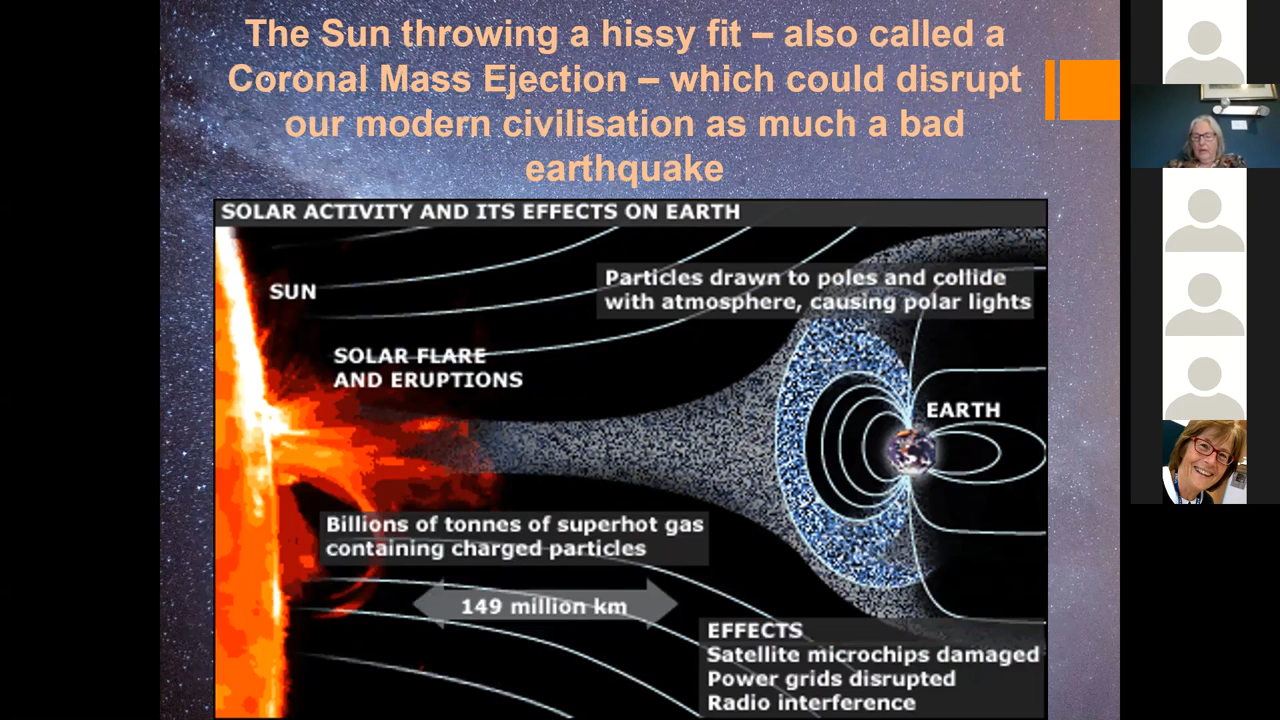 The Sun throwing a hissy fit – also called a
Coronal Mass Ejection – which could disrupt
our modern civilisation as much a bad
earthquake
SOLAR ACTIVITY AND ITS EFFECTS ON EARTH
SUN
Particles drawn to poles and collide
with atmosphere, causing polar lights
SOLAR FLARE
AND ERUPTIONS
EARTH
Billions of tonnes of superhot gas
containing charged particles
149 million km
EFFECTS
Satellite microchips damaged
Power grids disrupted
Radio interference